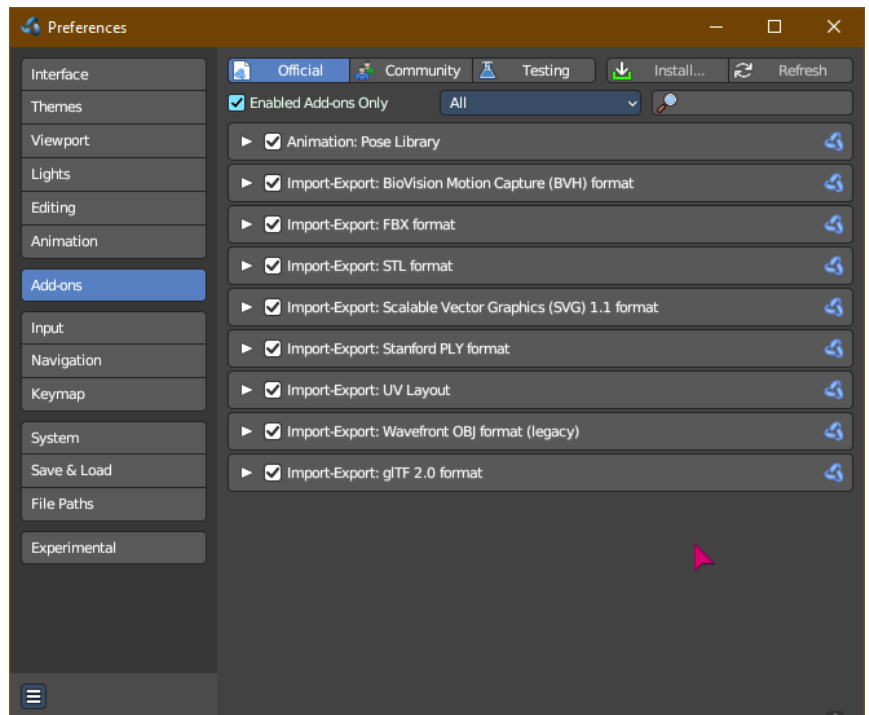 Preferences
Interface
Themes
Viewport
Lights
Editing
Animation
Add-ons
Input
Navigation
Keymap
System
Save & Load
File Paths
Experimental
Official Community Testing Install... Refresh
Enabled Add-ons Only All
Animation: Pose Library
Import-Export: BioVision Motion Capture (BVH) format
Import-Export: FBX format
Import-Export: STL format
Import-Export: Scalable Vector Graphics (SVG) 1.1 format
Import-Export: Stanford PLY format
Import-Export: UV Layout
Import-Export: Wavefront OBJ format (legacy)
Import-Export: glTF 2.0 format